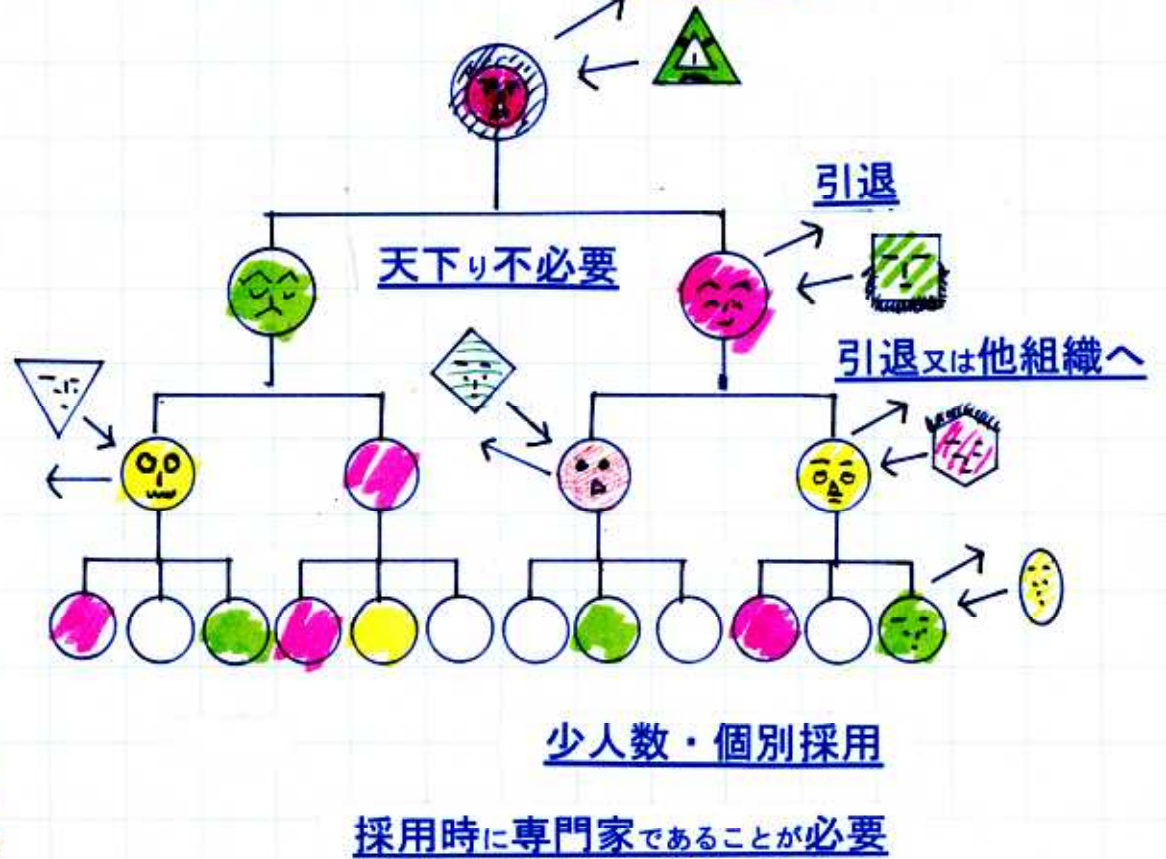 引退
天下り不必要
引退又は他組織へ
少人数・個別採用
採用時に専門家であることが必要